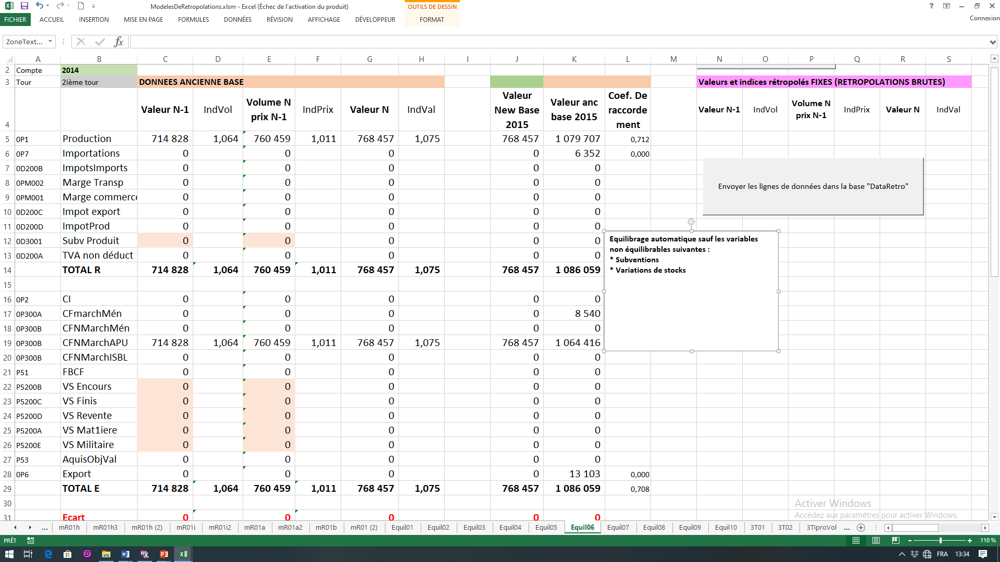 ModelesDeRetropolations.xlsm - Excel (Échec de l’activation du produit)
OUTILS DE DESSIN
FICHIER ACCUEIL INSERTION MISE EN PAGE FORMULES DONNÉES RÉVISION AFFICHAGE DÉVELOPPEUR FORMAT
Connexion
ZoneText...
fx
A B C D E F G H I J K L M N O P Q R S
2 Compte 2014
3 Tour 2ième tour DONNEES ANCIENNE BASE Valeurs et indices rétropolés FIXES (RETROPOLATIONS BRUTES)
4 Valeur N-1 IndVol Volume N prix N-1 IndPrix Valeur N IndVal Valeur New Base 2015 Valeur anc base 2015 Coef. De raccorde ment Valeur N-1 IndVol Volume N prix N-1 IndPrix Valeur N IndVal
5 0P1 Production 714 828 1,064 760 459 1,011 768 457 1,075 768 457 1 079 707 0,712
6 0P7 Importations 0 0 0 0 6 352 0,000
7 0D200B ImpotsImports 0 0 0 0 0
8 0PM002 Marge Transp 0 0 0 0 0
9 0PM001 Marge commerc 0 0 0 0 0
10 0D200C Impot export 0 0 0 0 0
11 0D200D ImpotProd 0 0 0 0 0
12 0D3001 Subv Produit 0 0 0 0 0
13 0D200A TVA non déduct 0 0 0 0 0
14 TOTAL R 714 828 1,064 760 459 1,011 768 457 1,075 768 457 1 086 059
15
16 0P2 CI 0 0 0 0 0
17 0P300A CFmarchMén 0 0 0 0 8 540
18 0P300B CFNMarchMén 0 0 0 0 0
19 0P300B CFNMarchAPU 714 828 1,064 760 459 1,011 768 457 1,075 768 457 1 064 416
20 0P300B CFNMarchISBL 0 0 0 0 0
21 P51 FBCF 0 0 0 0 0
22 P5200B VS Encours 0 0 0 0 0
23 P5200C VS Finis 0 0 0 0 0
24 P5200D VS Revente 0 0 0 0 0
25 P5200A VS Mat1iere 0 0 0 0 0
26 P5200E VS Militaire 0 0 0 0 0
27 P53 AquisObjVal 0 0 0 0 0
28 0P6 Export 0 0 0 0 13 103 0,000
29 TOTAL E 714 828 1,064 760 459 1,011 768 457 1,075 768 457 1 086 059 0,708
30
31 Ecart 0 0 0 0 0
Envoyer les lignes de données dans la base "DataRetro"
Equilibrage automatique sauf les variables
non équilibrables suivantes :
* Subventions
* Variations de stocks
Activer Windows
Accédez aux paramètres pour activer Windows.
... mR01h mR01h3 mR01h (2) mR01i mR01i2 mR01a mR01a2 mR01b mR01 (2) Equil01 Equil02 Equil03 Equil04 Equil05 Equil06 Equil07 Equil08 Equil09 Equil10 3T01 3T02 3TIproVol ...
PRÊT
110 %
FRA 13:34